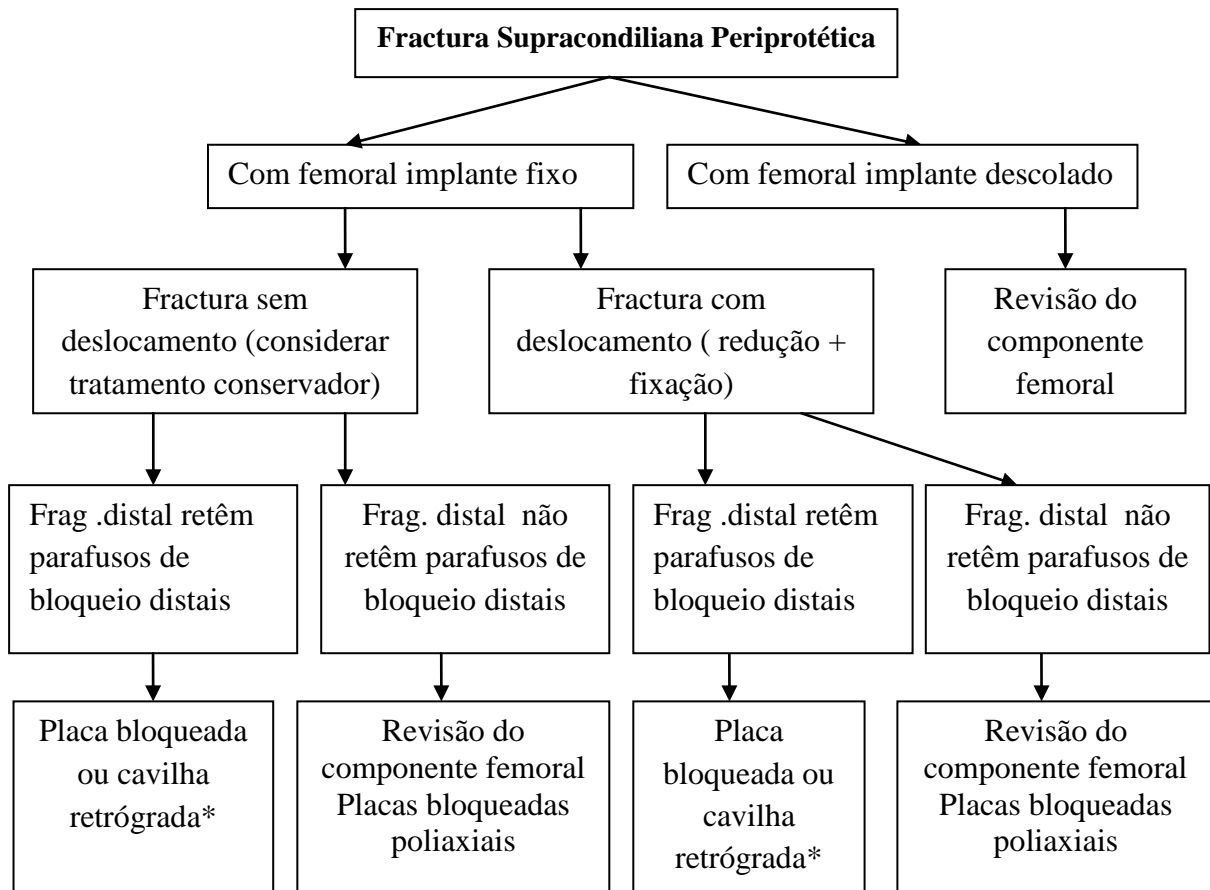 Fractura Supracondiliana Periprotética
Com femoral implante fixo
Com femoral implante descolado
Fractura sem
deslocamento (considerar
tratamento conservador)
Fractura com
deslocamento ( redução +
fixação)
Revisão do
componente
femoral
Frag .distal retêm
parafusos de
bloqueio distais
Frag. distal não
retêm parafusos de
bloqueio distais
Frag .distal retêm
parafusos de
bloqueio distais
Frag. distal não
retêm parafusos de
bloqueio distais
Placa bloqueada
ou cavilha
retrógrada*
Revisão do
componente femoral
Placas bloqueadas
poliaxiais
Placa
bloqueada ou
cavilha
retrógrada*
Revisão do
componente femoral
Placas bloqueadas
poliaxiais